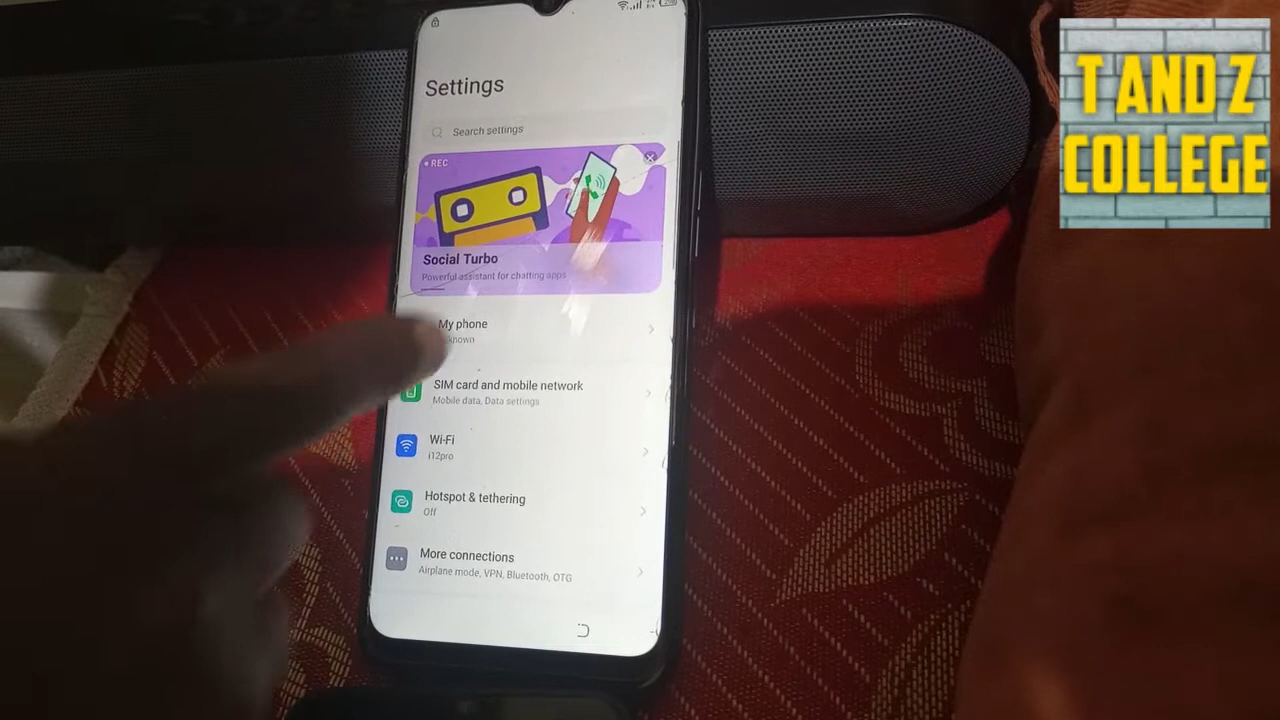 Settings
Search settings
REC
Social Turbo
Powerful assistant for chatting apps
My phone
known
SIM card and mobile network
Mobile data, Data settings
Wi-Fi
i12pro
Hotspot & tethering
Off
More connections
Airplane mode, VPN, Bluetooth, OTG
T AND Z
COLLEGE